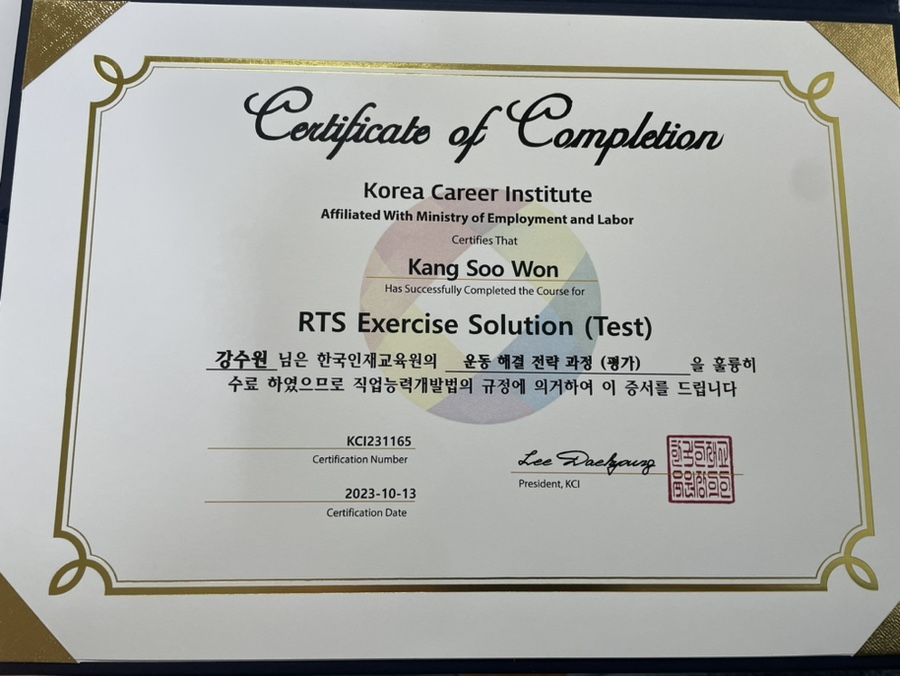 Certificate of Completion
Korea Career Institute
Affiliated With Ministry of Employment and Labor
Certifies That
Kang Soo Won
Has Successfully Completed the Course for
RTS Exercise Solution (Test)
강수원 님은 한국인재교육원의 운동 해결 전략 과정 (평가) 을 훌륭히
수료 하였으므로 직업능력개발법의 규정에 의거하여 이 증서를 드립니다
KCI231165
Certification Number
2023-10-13
Certification Date
Lee Daehyoung
President, KCI